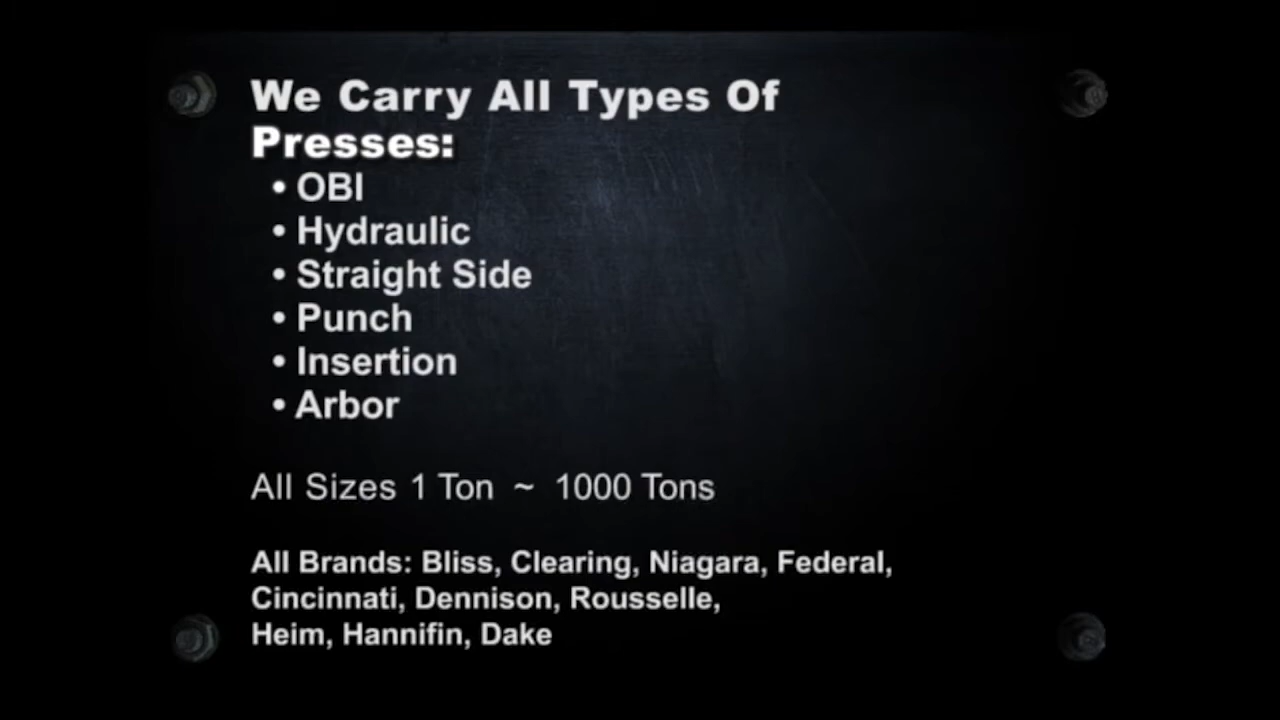 We Carry All Types Of
Presses:
• OBI
• Hydraulic
• Straight Side
• Punch
• Insertion
• Arbor
All Sizes 1 Ton ~ 1000 Tons
All Brands: Bliss, Clearing, Niagara, Federal,
Cincinnati, Dennison, Rousselle,
Heim, Hannifin, Dake